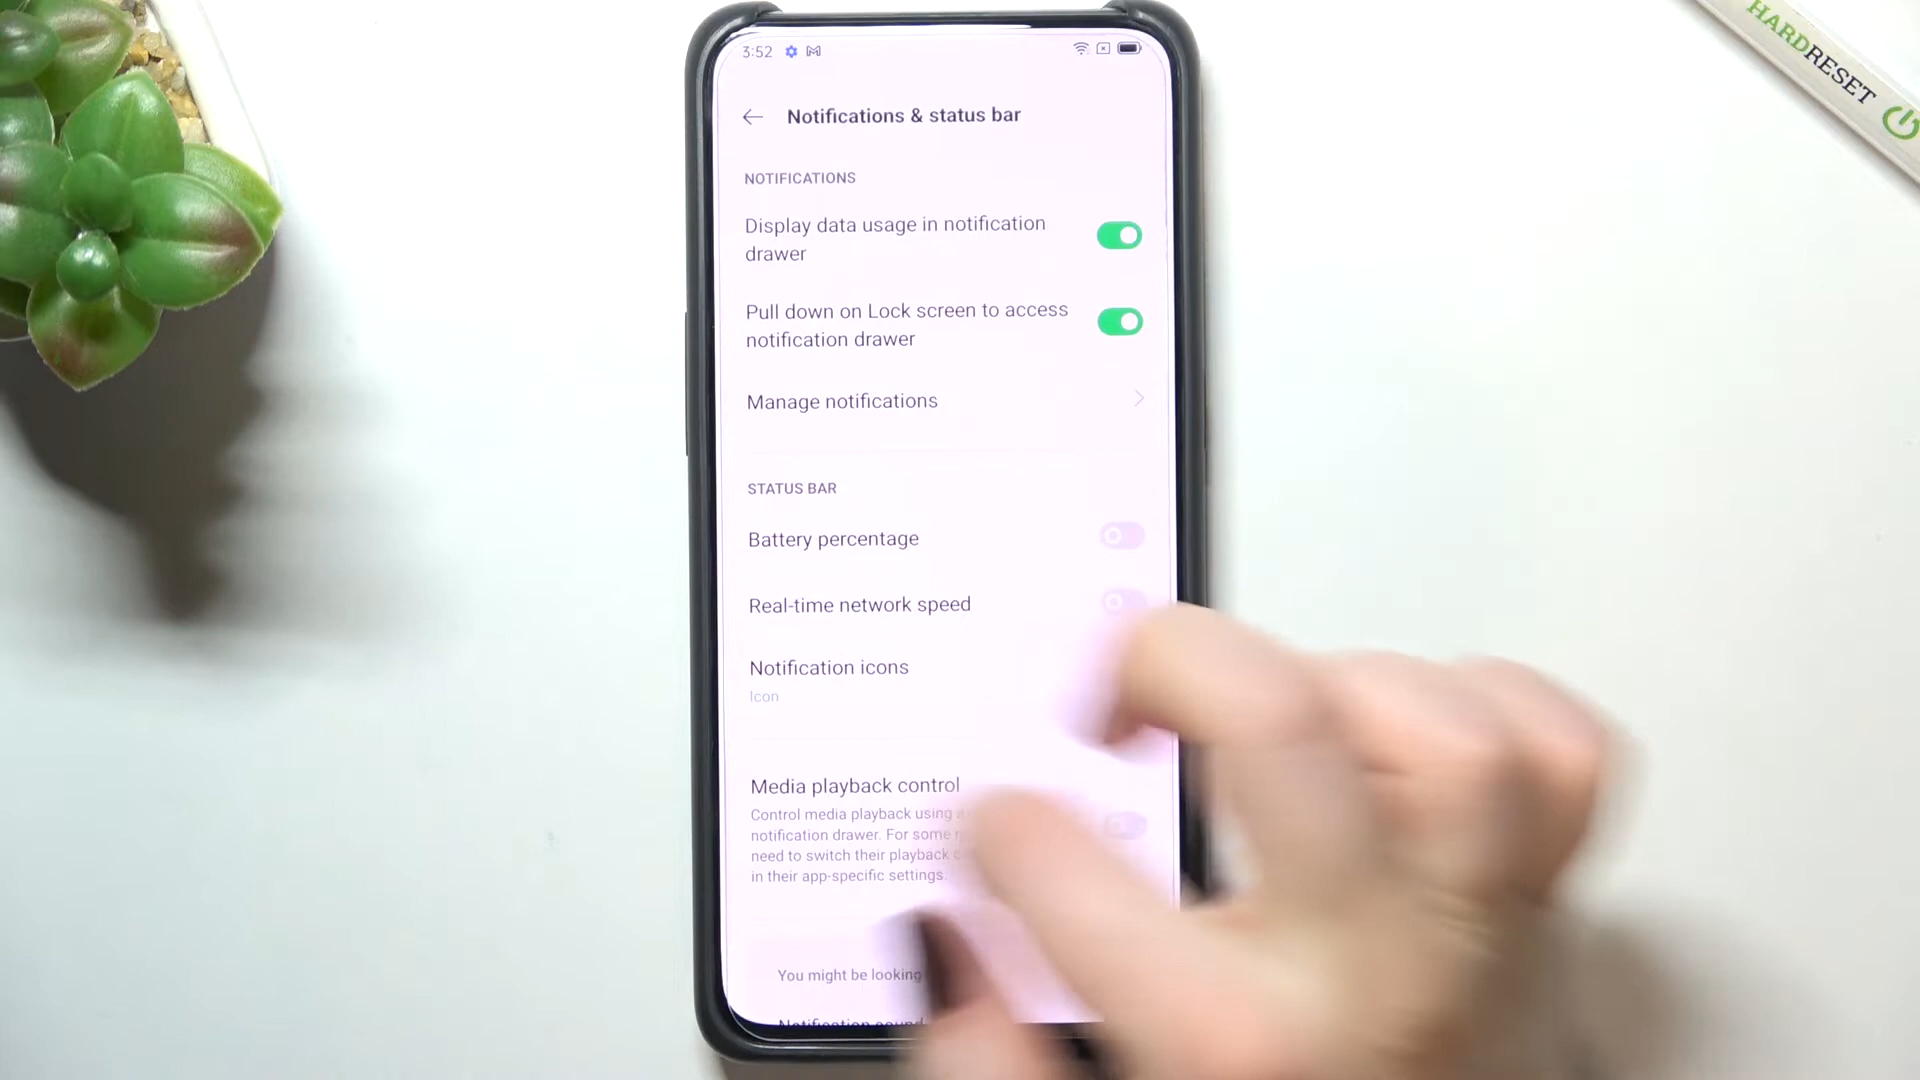 HARDRESET
3:52
Notifications & status bar
NOTIFICATIONS
Display data usage in notification
drawer
Pull down on Lock screen to access
notification drawer
Manage notifications
STATUS BAR
Battery percentage
Real-time network speed
Notification icons
Icon
Media playback control
Control media playback using
notification drawer. For some
need to switch their playback
in their app-specific settings.
You might be looking
Notification sound